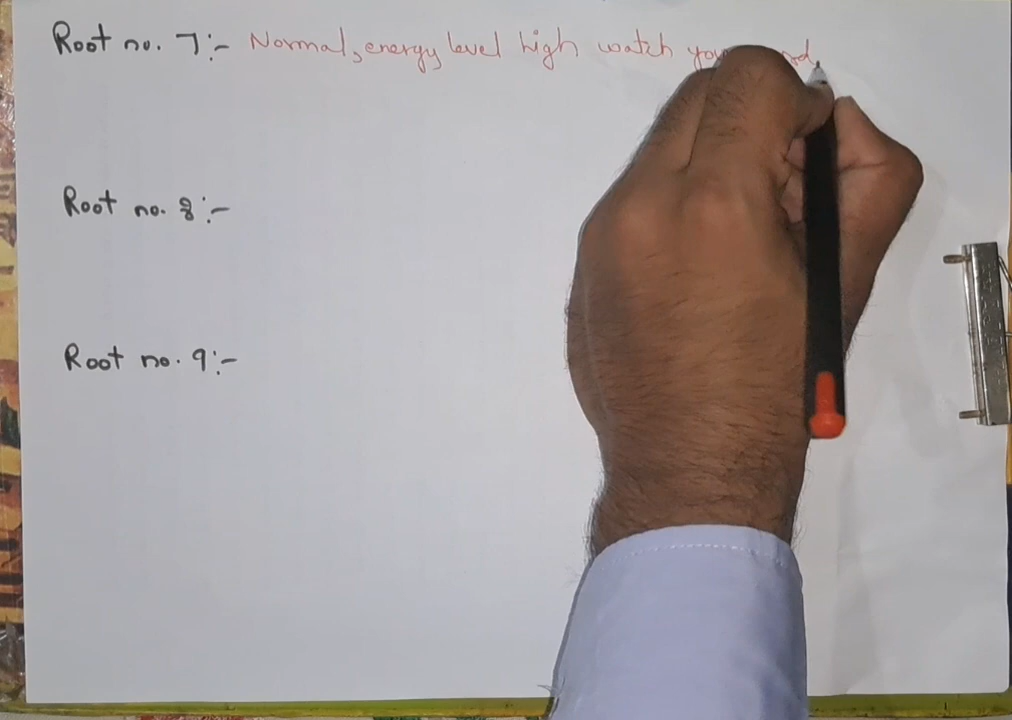 Root no. 7:- Normal, energy level high watch
Root no. 8:-
Root no. 9:-